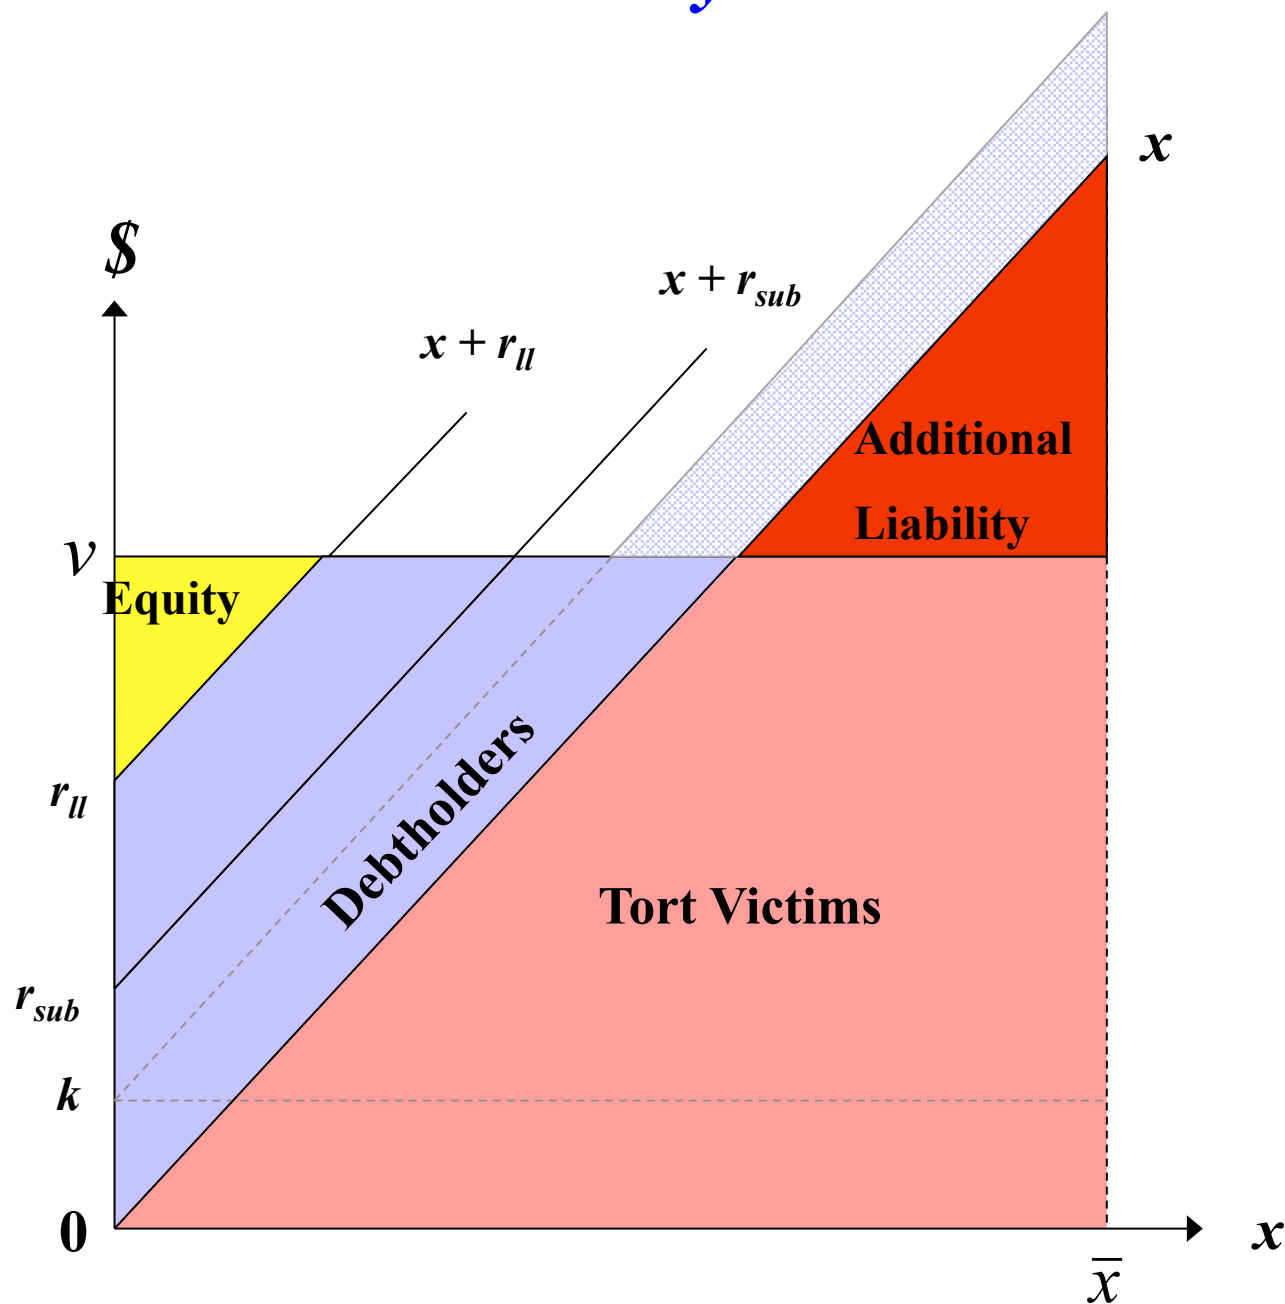 x
$
x + r_sub
x + r_ll
Additional
Liability
v
Equity
r_ll
Debtholders
Tort Victims
r_sub
k
0
x
x̄